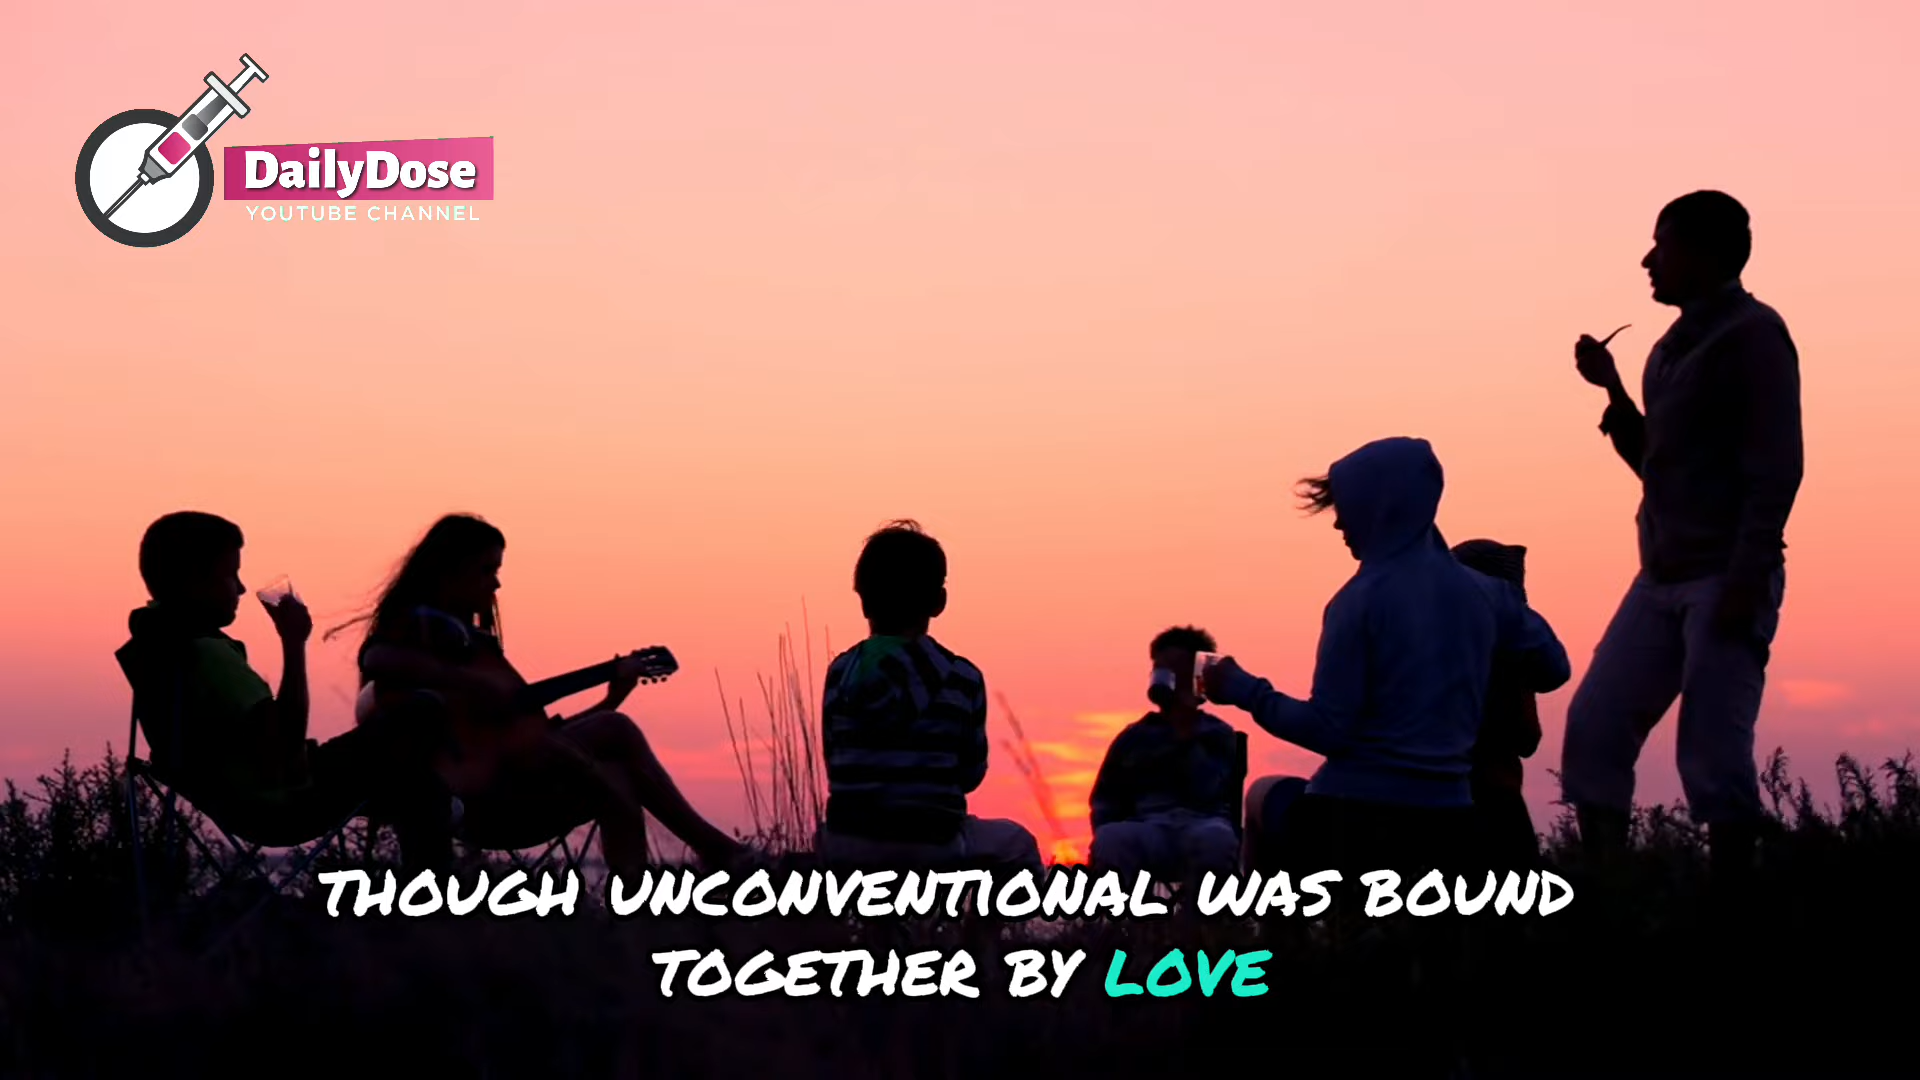 DailyDose
YOUTUBE CHANNEL
THOUGH UNCONVENTIONAL WAS BOUND
TOGETHER BY LOVE